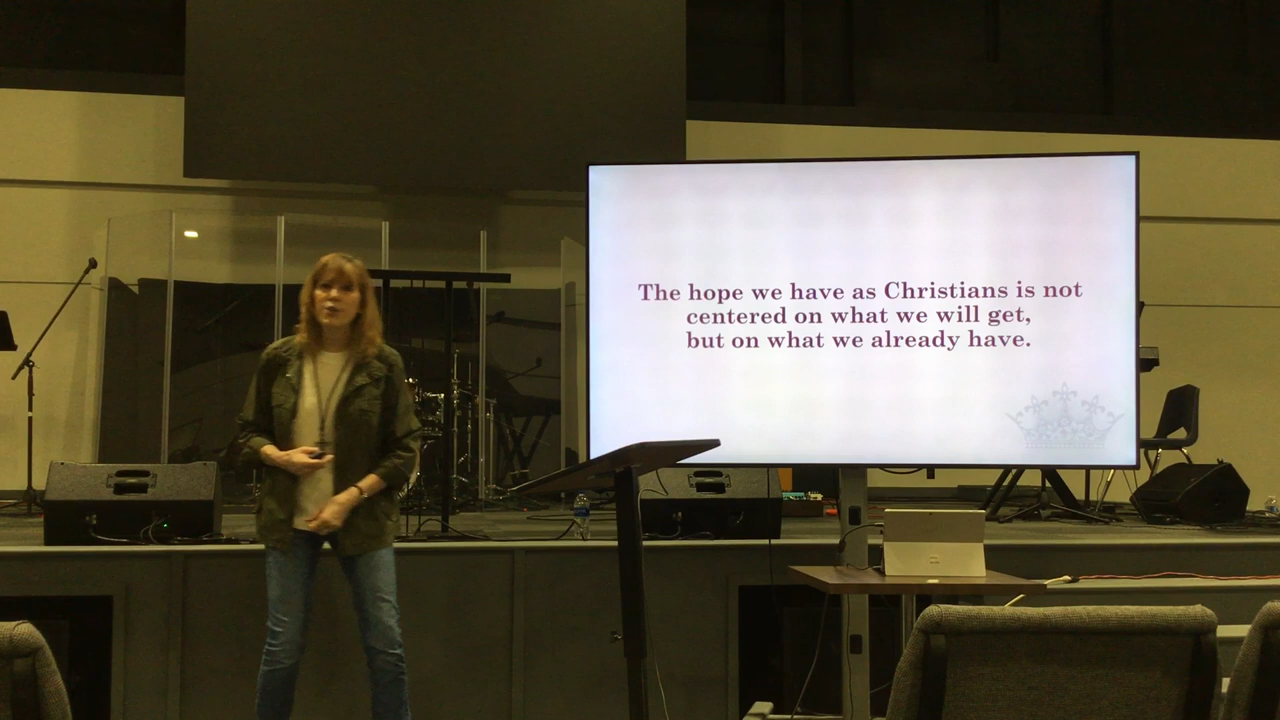 The hope we have as Christians is not
centered on what we will get,
but on what we already have.